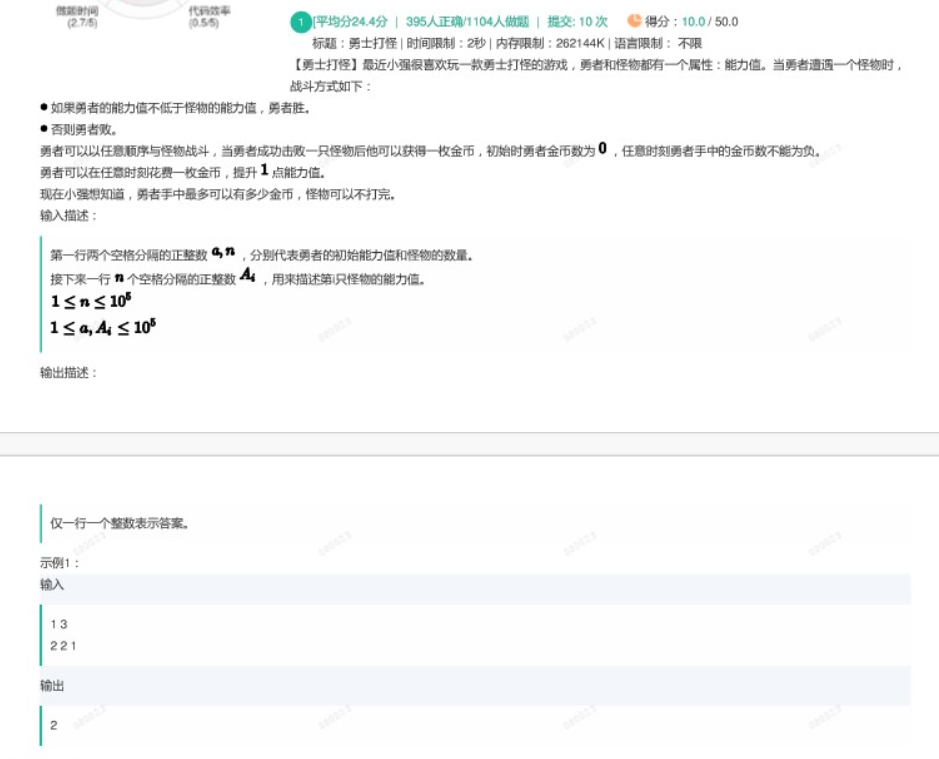 做题时间
(2.7/5)
代码效率
(0.5/5)
1 [平均分24.4分 | 395人正确/1104人做题 | 提交: 10 次 得分：10.0 / 50.0
标题：勇士打怪 | 时间限制：2秒 | 内存限制：262144K | 语言限制： 不限
【勇士打怪】最近小强很喜欢玩一款勇士打怪的游戏，勇者和怪物都有一个属性：能力值。当勇者遭遇一个怪物时，
战斗方式如下：
● 如果勇者的能力值不低于怪物的能力值，勇者胜。
● 否则勇者败。
勇者可以以任意顺序与怪物战斗，当勇者成功击败一只怪物后他可以获得一枚金币，初始时勇者金币数为 0 ，任意时刻勇者手中的金币数不能为负。
勇者可以在任意时刻花费一枚金币，提升 1 点能力值。
现在小强想知道，勇者手中最多可以有多少金币，怪物可以不打完。
输入描述：
第一行两个空格分隔的正整数 a, n ，分别代表勇者的初始能力值和怪物的数量。
接下来一行 n 个空格分隔的正整数 Aᵢ ，用来描述第i只怪物的能力值。
1 ≤ n ≤ 10⁵
1 ≤ a, Aᵢ ≤ 10⁵
输出描述：
仅一行一个整数表示答案。
示例1：
输入
1 3
2 2 1
输出
2